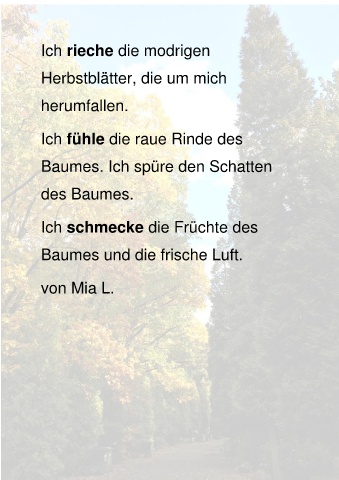 Ich rieche die modrigen
Herbstblätter, die um mich
herumfallen.
Ich fühle die raue Rinde des
Baumes. Ich spüre den Schatten
des Baumes.
Ich schmecke die Früchte des
Baumes und die frische Luft.
von Mia L.